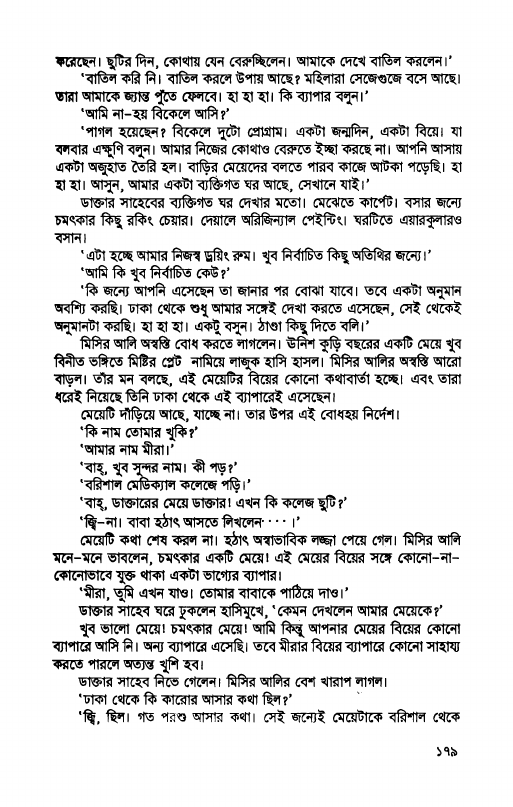 করেছেন। ছুটির দিন, কোথায় যেন বেরুচ্ছিলেন। আমাকে দেখে বাতিল করলেন।’
‘বাতিল করি নি। বাতিল করলে উপায় আছে? মহিলারা সেজেগুজে বসে আছে।
তারা আমাকে জ্যান্ত পুঁতে ফেলবে। হা হা হা। কি ব্যাপার বলুন।’
‘আমি না-হয় বিকেলে আসি?’
‘পাগল হয়েছেন? বিকেলে দুটো প্রোগ্রাম। একটা জন্মদিন, একটা বিয়ে। যা
বলবার এক্ষুণি বলুন। আমার নিজের কোথাও বেরুতে ইচ্ছা করছে না। আপনি আসায়
একটা অজুহাত তৈরি হল। বাড়ির মেয়েদের বলতে পারব কাজে আটকা পড়েছি। হা
হা হা। আসুন, আমার একটা ব্যক্তিগত ঘর আছে, সেখানে যাই।’
ডাক্তার সাহেবের ব্যক্তিগত ঘর দেখার মতো। মেঝেতে কার্পেট। বসার জন্যে
চমৎকার কিছু রকিং চেয়ার। দেয়ালে অরিজিন্যাল পেইন্টিং। ঘরটিতে এয়ারকুলারও
বসান।
‘এটা হচ্ছে আমার নিজস্ব ড্রয়িং রুম। খুব নির্বাচিত কিছু অতিথির জন্যে।’
‘আমি কি খুব নির্বাচিত কেউ?’
‘কি জন্যে আপনি এসেছেন তা জানার পর বোঝা যাবে। তবে একটা অনুমান
অবশ্যি করছি। ঢাকা থেকে শুধু আমার সঙ্গেই দেখা করতে এসেছেন, সেই থেকেই
অনুমানটা করছি। হা হা হা। একটু বসুন। ঠাণ্ডা কিছু দিতে বলি।’
মিসির আলি অস্বস্তি বোধ করতে লাগলেন। উনিশ কুড়ি বছরের একটি মেয়ে খুব
বিনীত ভঙ্গিতে মিষ্টির প্লেট নামিয়ে লাজুক হাসি হাসল। মিসির আলির অস্বস্তি আরো
বাড়ল। তাঁর মন বলছে, এই মেয়েটির বিয়ের কোনো কথাবার্তা হচ্ছে। এবং তারা
ধরেই নিয়েছে তিনি ঢাকা থেকে এই ব্যাপারেই এসেছেন।
মেয়েটি দাঁড়িয়ে আছে, যাচ্ছে না। তার উপর এই বোধহয় নির্দেশ।
‘কি নাম তোমার খুকি?’
‘আমার নাম মীরা।’
‘বাহ্, খুব সুন্দর নাম। কী পড়?’
‘বরিশাল মেডিক্যাল কলেজে পড়ি।’
‘বাহ্, ডাক্তারের মেয়ে ডাক্তার! এখন কি কলেজ ছুটি?’
‘জ্বি-না। বাবা হঠাৎ আসতে লিখলেন····।’
মেয়েটি কথা শেষ করল না। হঠাৎ অস্বাভাবিক লজ্জা পেয়ে গেল। মিসির আলি
মনে-মনে ভাবলেন, চমৎকার একটি মেয়ে! এই মেয়ের বিয়ের সঙ্গে কোনো-না-
কোনোভাবে যুক্ত থাকা একটা ভাগ্যের ব্যাপার।
‘মীরা, তুমি এখন যাও। তোমার বাবাকে পাঠিয়ে দাও।’
ডাক্তার সাহেব ঘরে ঢুকলেন হাসিমুখে, ‘কেমন দেখলেন আমার মেয়েকে?’
খুব ভালো মেয়ে! চমৎকার মেয়ে! আমি কিন্তু আপনার মেয়ের বিয়ের কোনো
ব্যাপারে আসি নি। অন্য ব্যাপারে এসেছি। তবে মীরার বিয়ের ব্যাপারে কোনো সাহায্য
করতে পারলে অত্যন্ত খুশি হব।
ডাক্তার সাহেব নিভে গেলেন। মিসির আলির বেশ খারাপ লাগল।
‘ঢাকা থেকে কি কারোর আসার কথা ছিল?’
‘জ্বি, ছিল। গত পরশু আসার কথা। সেই জন্যেই মেয়েটাকে বরিশাল থেকে
১৭৯